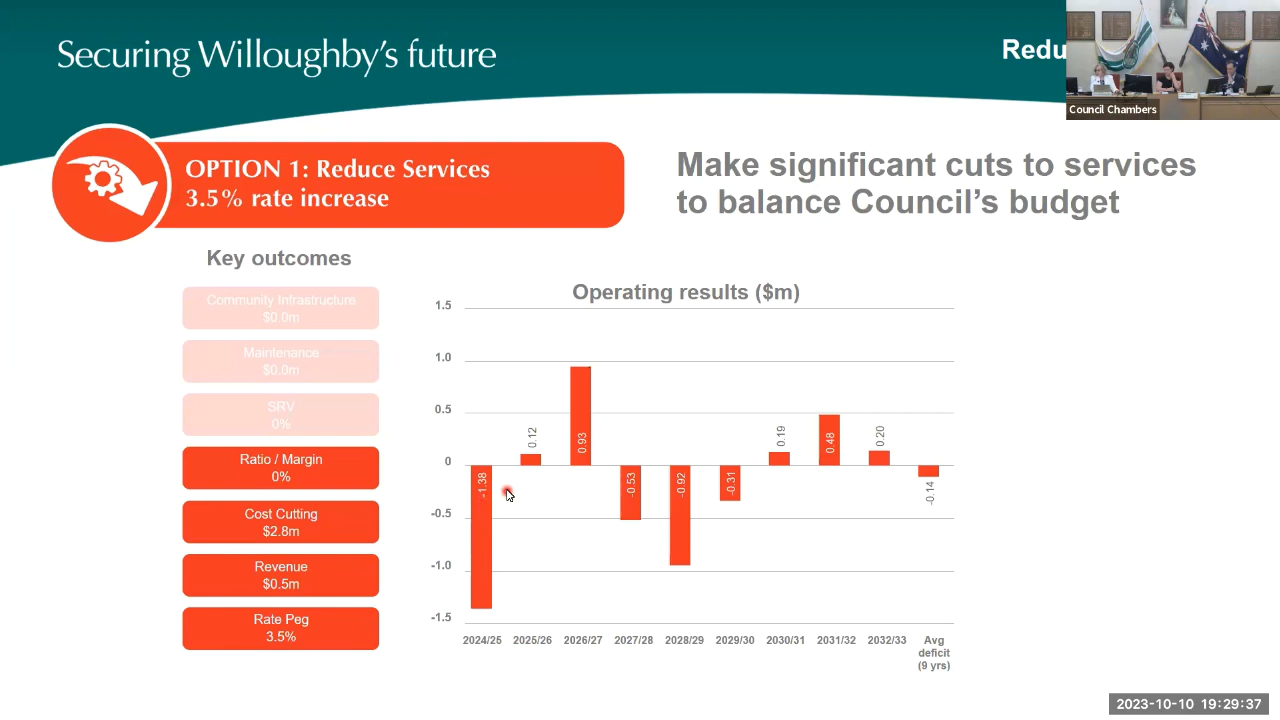 Securing Willoughby's future
Redu
Council Chambers
OPTION 1: Reduce Services
3.5% rate increase
Make significant cuts to services
to balance Council's budget
Key outcomes
Community Infrastructure
$0.0m
Maintenance
$0.0m
SRV
0%
Ratio / Margin
0%
Cost Cutting
$2.8m
Revenue
$0.5m
Rate Peg
3.5%
Operating results ($m)
1.5
1.0
0.5
0
-0.5
-1.0
-1.5
-1.38
0.12
0.93
-0.53
-0.92
-0.31
0.19
0.48
0.20
-0.14
2024/25
2025/26
2026/27
2027/28
2028/29
2029/30
2030/31
2031/32
2032/33
Avg
deficit
(9 yrs)
2023-10-10 19:29:37